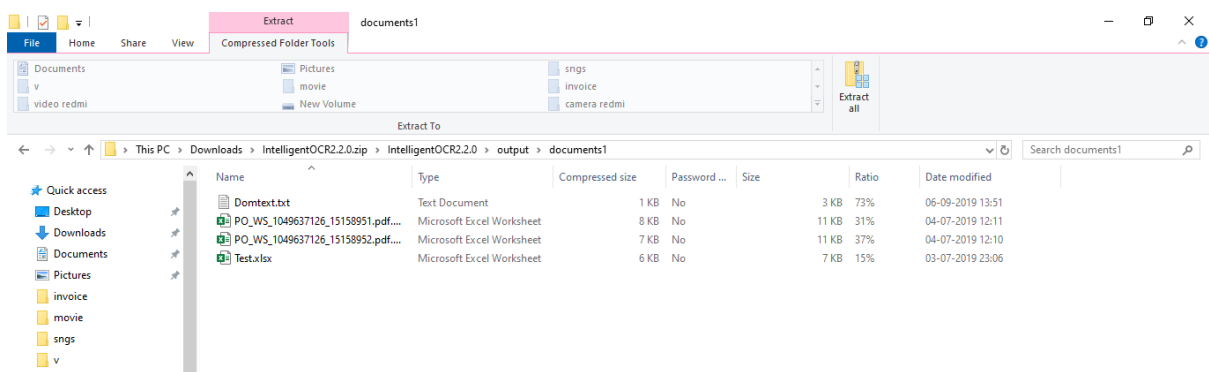 Extract documents1
File Home Share View Compressed Folder Tools
Documents Pictures sngs
v movie invoice
video redmi New Volume camera redmi
Extract all
Extract To
This PC > Downloads > IntelligentOCR2.2.0.zip > IntelligentOCR2.2.0 > output > documents1 Search documents1
Name Type Compressed size Password ... Size Ratio Date modified
Quick access
Desktop
Downloads
Documents
Pictures
invoice
movie
sngs
v
Domtext.txt Text Document 1 KB No 3 KB 73% 06-09-2019 13:51
PO_WS_1049637126_15158951.pdf.... Microsoft Excel Worksheet 8 KB No 11 KB 31% 04-07-2019 12:11
PO_WS_1049637126_15158952.pdf.... Microsoft Excel Worksheet 7 KB No 11 KB 37% 04-07-2019 12:10
Test.xlsx Microsoft Excel Worksheet 6 KB No 7 KB 15% 03-07-2019 23:06